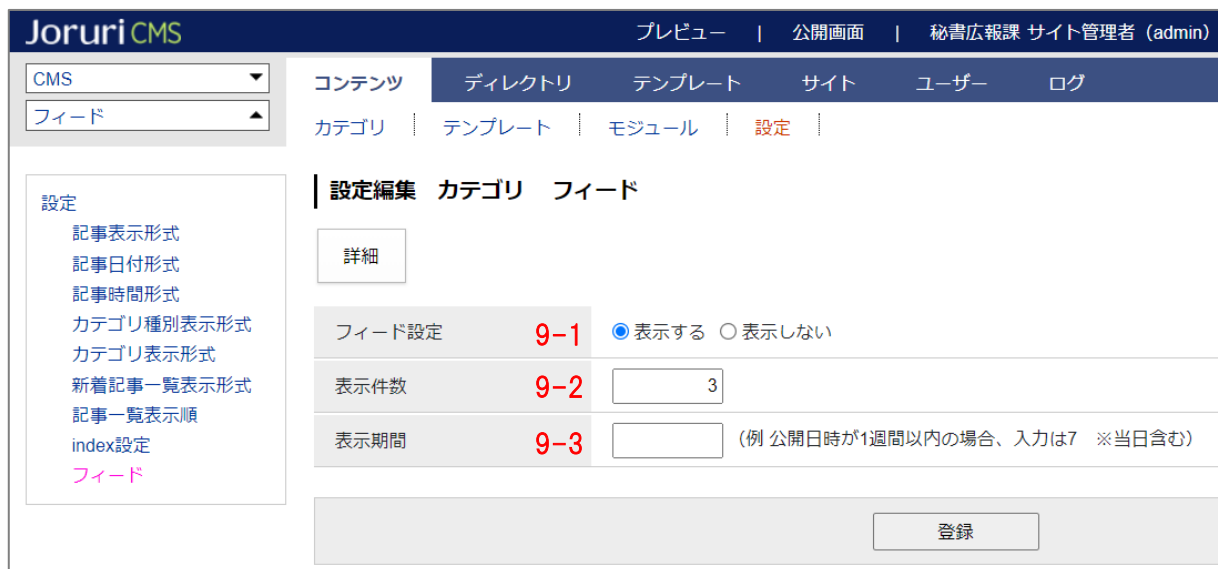 Joruri CMS プレビュー | 公開画面 | 秘書広報課 サイト管理者 (admin)
CMS
フィード
コンテンツ ディレクトリ テンプレート サイト ユーザー ログ
カテゴリ テンプレート モジュール 設定
設定
記事表示形式
記事日付形式
記事時間形式
カテゴリ種別表示形式
カテゴリ表示形式
新着記事一覧表示形式
記事一覧表示順
index設定
フィード
設定編集 カテゴリ フィード
詳細
フィード設定 9-1 表示する 表示しない
表示件数 9-2 3
表示期間 9-3 (例 公開日時が1週間以内の場合、入力は7 ※当日含む)
登録